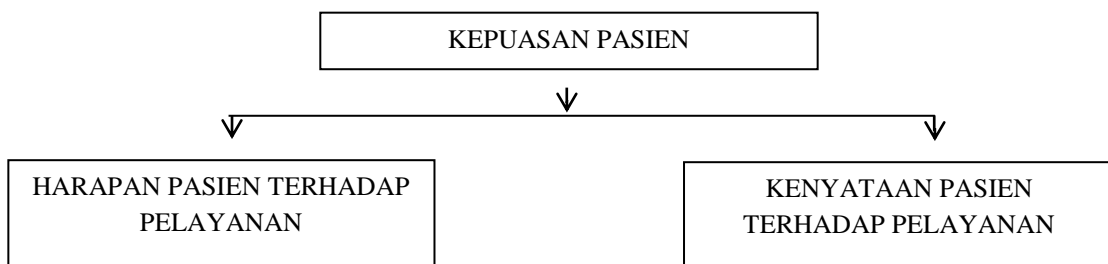 KEPUASAN PASIEN
HARAPAN PASIEN TERHADAP
PELAYANAN
KENYATAAN PASIEN
TERHADAP PELAYANAN